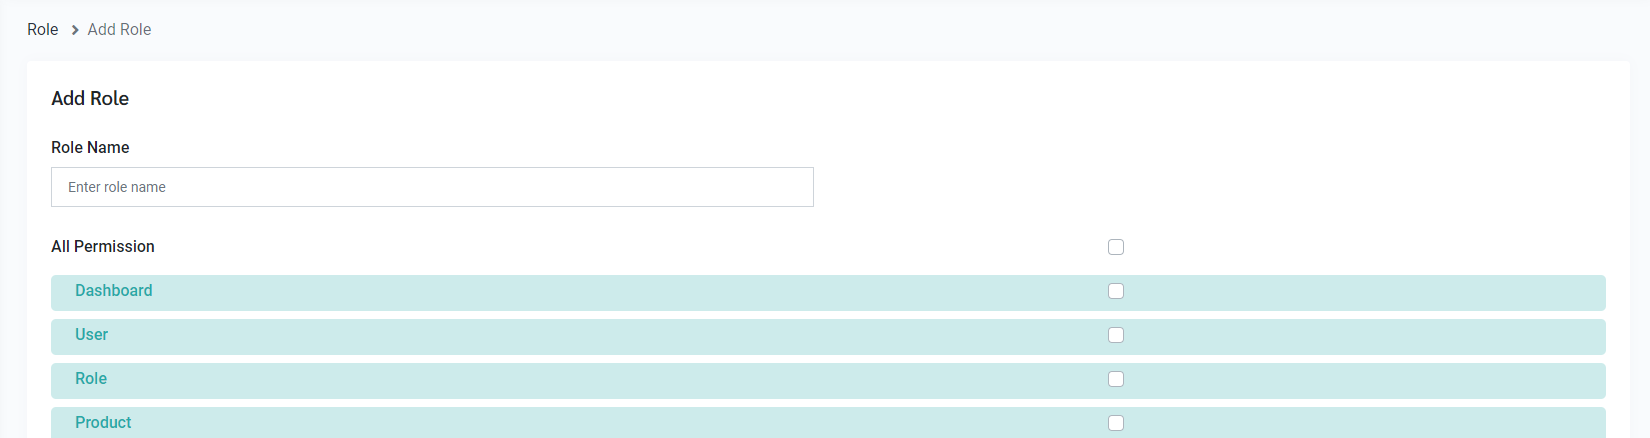 Role > Add Role
Add Role
Role Name
Enter role name
All Permission
Dashboard
User
Role
Product